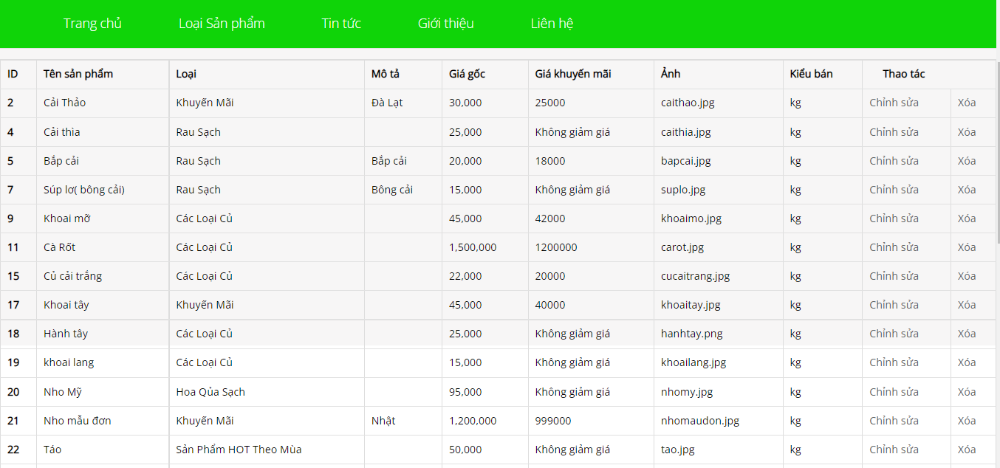 Trang chủ Loại Sản phẩm Tin tức Giới thiệu Liên hệ
ID Tên sản phẩm Loại Mô tả Giá gốc Giá khuyến mãi Ảnh Kiểu bán Thao tác
2 Cải Thảo Khuyến Mãi Đà Lạt 30,000 25000 caithao.jpg kg Chỉnh sửa Xóa
4 Cải thìa Rau Sạch 25,000 Không giảm giá caithia.jpg kg Chỉnh sửa Xóa
5 Bắp cải Rau Sạch Bắp cải 20,000 18000 bapcai.jpg kg Chỉnh sửa Xóa
7 Súp lơ( bông cải) Rau Sạch Bông cải 15,000 Không giảm giá suplo.jpg kg Chỉnh sửa Xóa
9 Khoai mỡ Các Loại Củ 45,000 42000 khoaimo.jpg kg Chỉnh sửa Xóa
11 Cà Rốt Các Loại Củ 1,500,000 1200000 carot.jpg kg Chỉnh sửa Xóa
15 Củ cải trắng Các Loại Củ 22,000 20000 cucaitrang.jpg kg Chỉnh sửa Xóa
17 Khoai tây Khuyến Mãi 45,000 40000 khoaitay.jpg kg Chỉnh sửa Xóa
18 Hành tây Các Loại Củ 25,000 Không giảm giá hanhtay.png kg Chỉnh sửa Xóa
19 khoai lang Các Loại Củ 15,000 Không giảm giá khoailang.jpg kg Chỉnh sửa Xóa
20 Nho Mỹ Hoa Qủa Sạch 95,000 Không giảm giá nhomy.jpg kg Chỉnh sửa Xóa
21 Nho mẫu đơn Khuyến Mãi Nhật 1,200,000 999000 nhomaudon.jpg kg Chỉnh sửa Xóa
22 Táo Sản Phẩm HOT Theo Mùa 50,000 Không giảm giá tao.jpg kg Chỉnh sửa Xóa